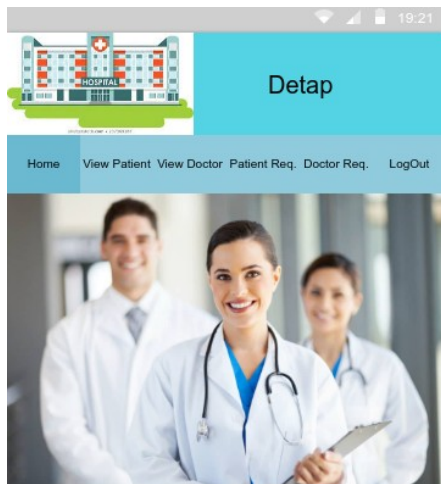 19:21
HOSPITAL
Detap
Home View Patient View Doctor Patient Req. Doctor Req. LogOut